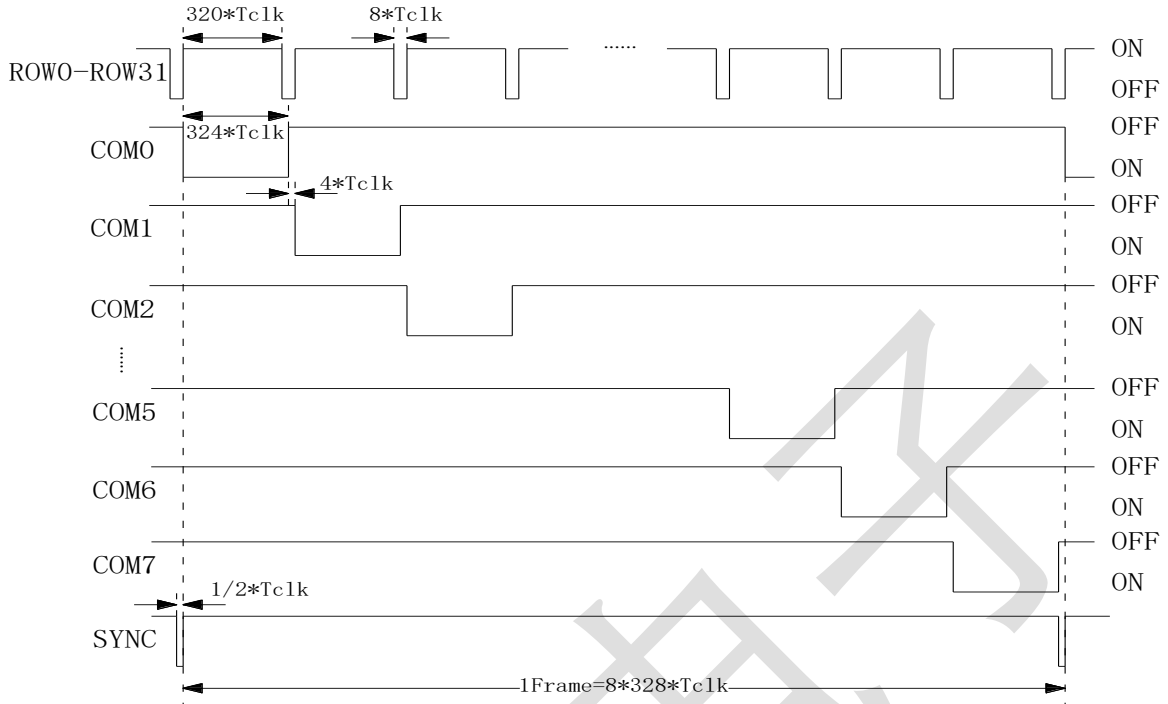 320*Tclk 8*Tclk
ROW0-ROW31 ...... ON
OFF
324*Tclk OFF
COM0
ON
4*Tclk
OFF
COM1
ON
OFF
COM2
ON
......
OFF
COM5
ON
OFF
COM6
ON
OFF
COM7
ON
1/2*Tclk
SYNC
1Frame=8*328*Tclk
子